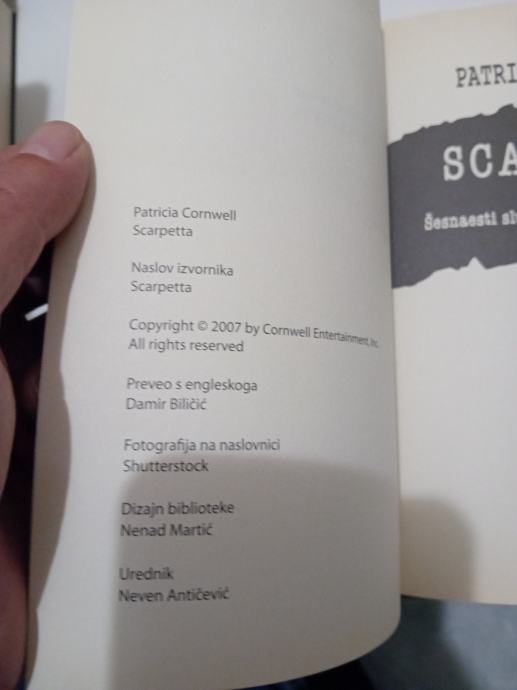 Patricia Cornwell
Scarpetta
Naslov izvornika
Scarpetta
Copyright © 2007 by Cornwell Entertainment, Inc.
All rights reserved
Preveo s engleskoga
Damir Biličić
Fotografija na naslovnici
Shutterstock
Dizajn biblioteke
Nenad Martić
Urednik
Neven Antičević
PATRI
SCA
Šesnaesti sl